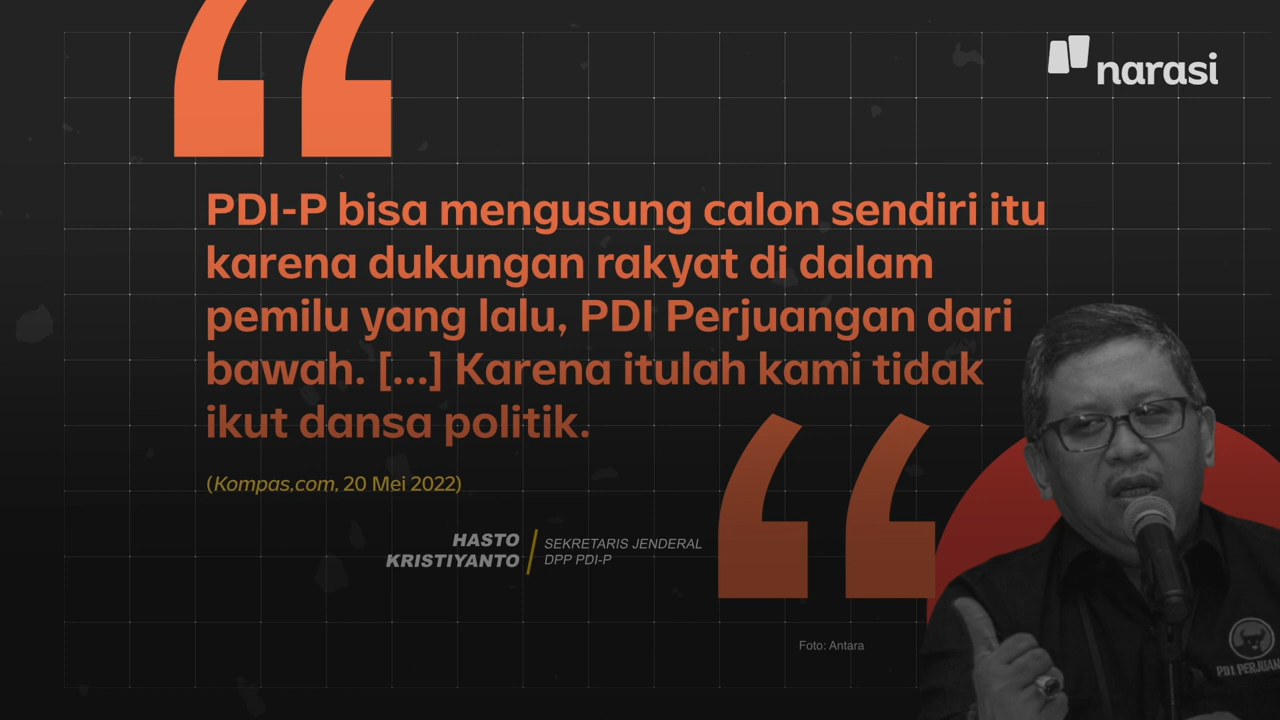 narasi
PDI-P bisa mengusung calon sendiri itu
karena dukungan rakyat di dalam
pemilu yang lalu, PDI Perjuangan dari
bawah. [...] Karena itulah kami tidak
ikut dansa politik.
(Kompas,com, 20 Mei 2022)
HASTO
KRISTIYANTO
SEKRETARIS JENDERAL
DPP PDI-P
Foto: Antara
PDI PERJUAN